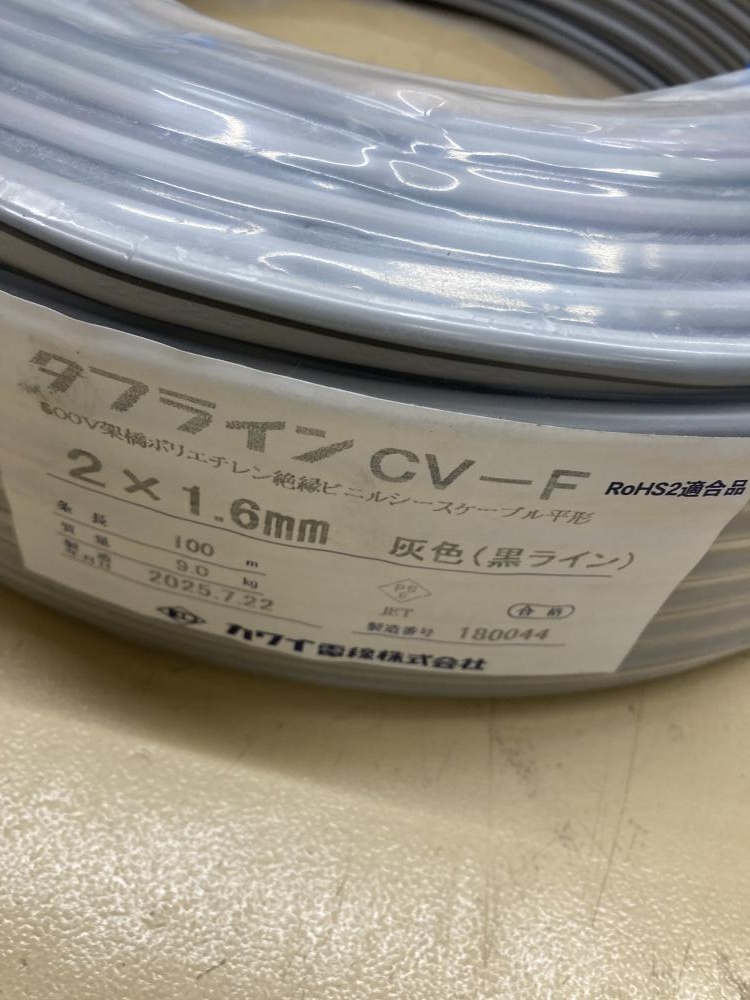 タフライン CV－F
600V架橋ポリエチレン絶縁ビニルシースケーブル平形
RoHS2適合品
2×1.6mm 灰色(黒ライン)
条長 100 m
質量 9.0 kg
製造年月日 2025.7.22
PSE
JET
合格
製造番号 180044
カワイ電線株式会社